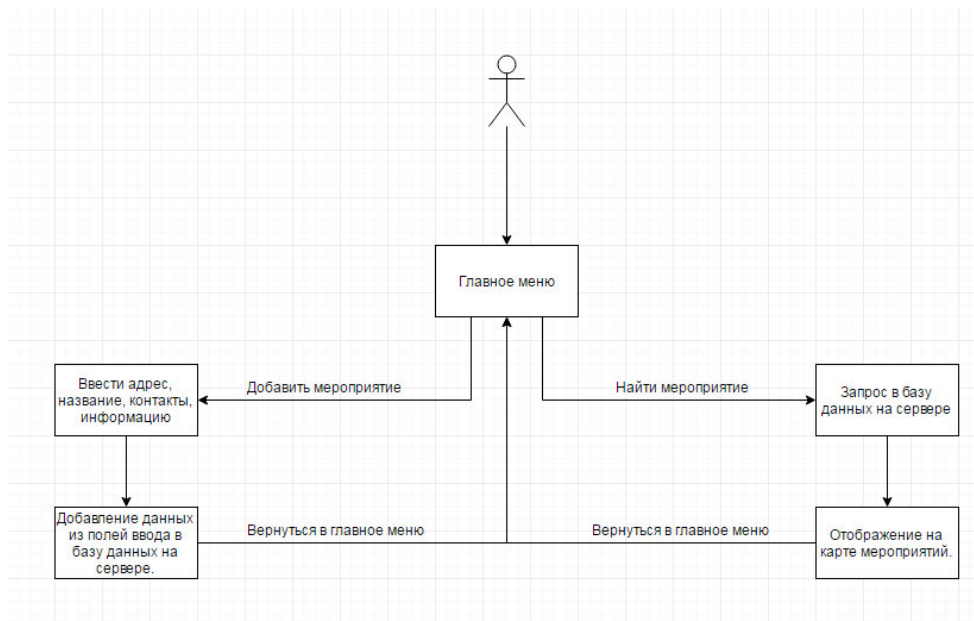 Главное меню
Ввести адрес,
название, контакты,
информацию
Добавить мероприятие
Найти мероприятие
Запрос в базу
данных на сервере
Добавление данных
из полей ввода в
базу данных на
сервере.
Вернуться в главное меню
Вернуться в главное меню
Отображение на
карте мероприятий.